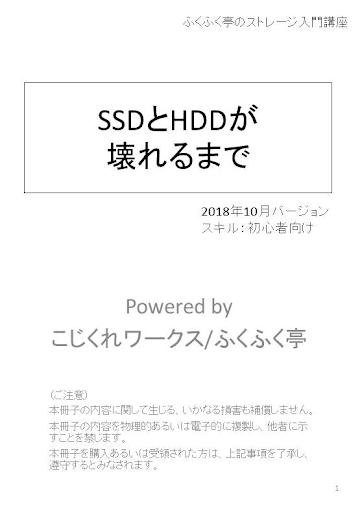 ふくふく亭のストレージ入門講座
SSDとHDDが
壊れるまで
2018年10月バージョン
スキル：初心者向け
Powered by
こじくれワークス/ふくふく亭
（ご注意）
本冊子の内容に関して生じる、いかなる損害も補償しません。
本冊子の内容を物理的あるいは電子的に複製し、他者に示
すことを禁じます。
本冊子を購入あるいは受領された方は、上記事項を了承し、
遵守するとみなされます。
1